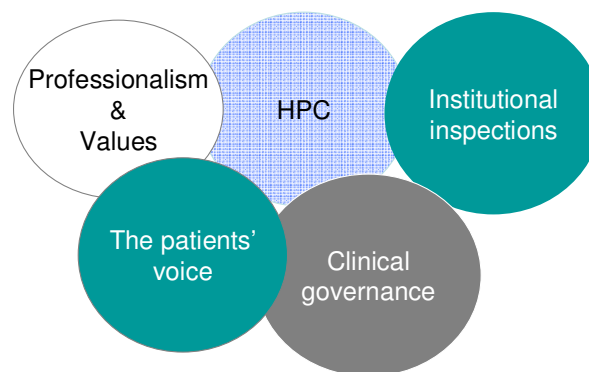 Professionalism
&
Values
HPC
Institutional
inspections
The patients’
voice
Clinical
governance